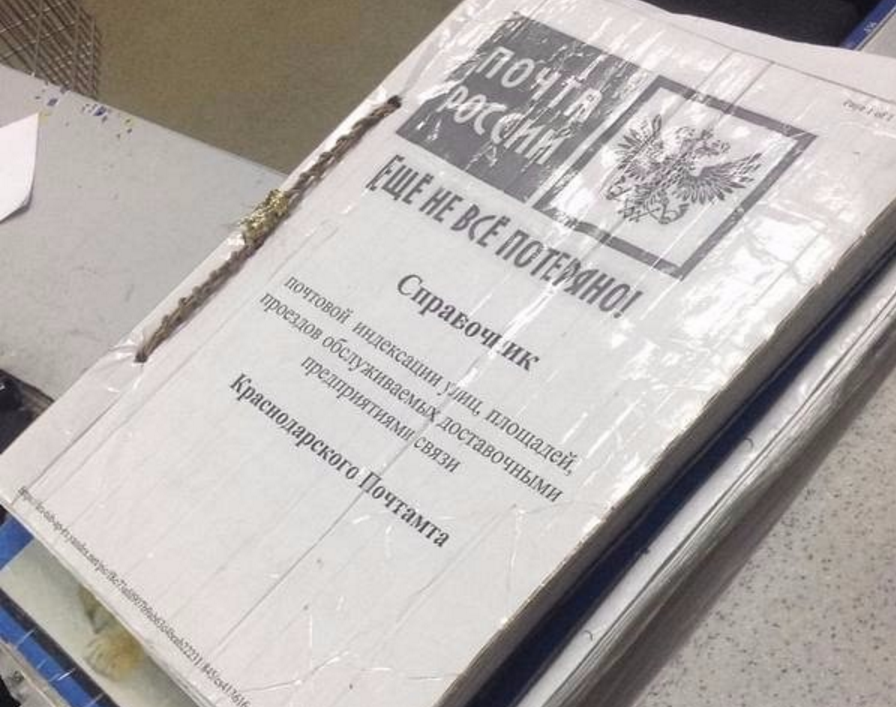 ПОЧТА
РОССИИ
ЕЩЁ НЕ ВСЁ ПОТЕРЯНО!
Справочник
почтовой индексации улиц, площадей,
проездов обслуживаемых доставочными
предприятиями связи
Краснодарского Почтамта